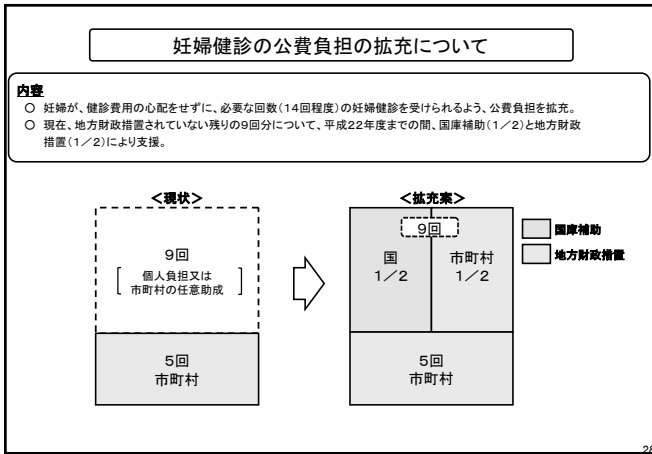 妊婦健診の公費負担の拡充について
内容
○ 妊婦が、健診費用の心配をせずに、必要な回数(14回程度)の妊婦健診を受けられるよう、公費負担を拡充。
○ 現在、地方財政措置されていない残りの9回分について、平成22年度までの間、国庫補助(1/2)と地方財政
措置(1/2)により支援。
<現状>
9回
個人負担又は
市町村の任意助成
5回
市町村
<拡充案>
9回
国
1/2
市町村
1/2
5回
市町村
国庫補助
地方財政措置